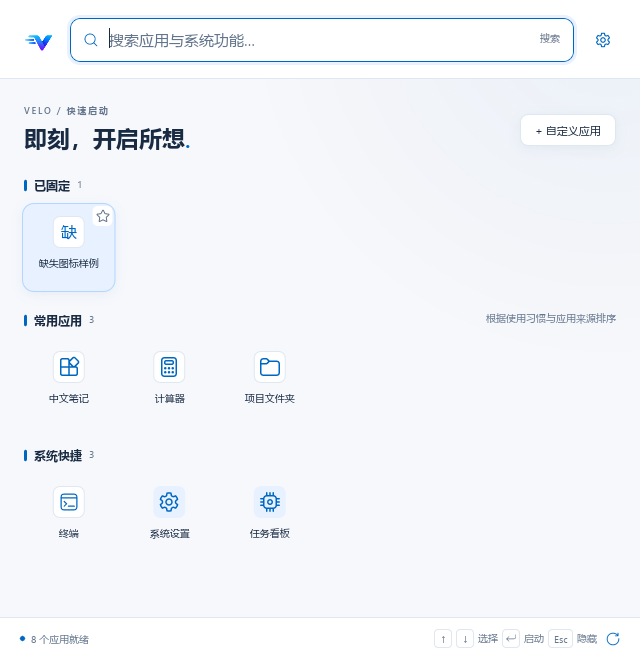 搜索应用与系统功能...
搜索
VELO / 快速启动
即刻，开启所想.
+ 自定义应用
已固定 1
缺
缺失图标样例
常用应用 3
根据使用习惯与应用来源排序
中文笔记 计算器 项目文件夹
系统快捷 3
终端 系统设置 任务看板
8 个应用就绪
↑ ↓ 选择 ↵ 启动 Esc 隐藏